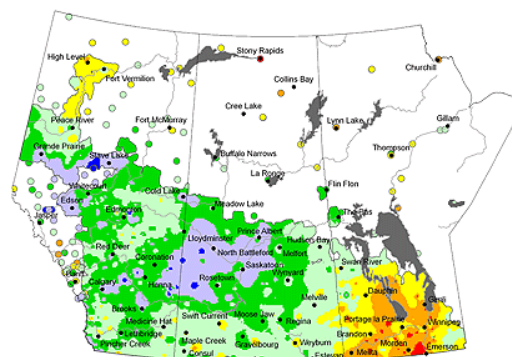 Stony Rapids
High Level
Churchill
Fort Vermilion
Collins Bay
Cree Lake
Peace River
Fort McMurray
Lynn Lake
Gillam
Grande Prairie
Slave Lake
Buffalo Narrows
Thompson
La Ronge
Whitecourt
Cold Lake
Flin Flon
Edson
Meadow Lake
Jasper
Edmonton
The Pas
Lloydminster
Prince Albert
Red Deer
North Battleford
Melfort
Hudson Bay
Coronation
Saskatoon
Swan River
Banff
Calgary
Hanna
Rosetown
Wynyard
Dauphin
Brooks
Melville
Gimli
Medicine Hat
Swift Current
Moose Jaw
Regina
Portage la Prairie
Winnipeg
Lethbridge
Brandon
Pincher Creek
Maple Creek
Gravelbourg
Weyburn
Morden
Emerson
Consul
Estevan
Melita